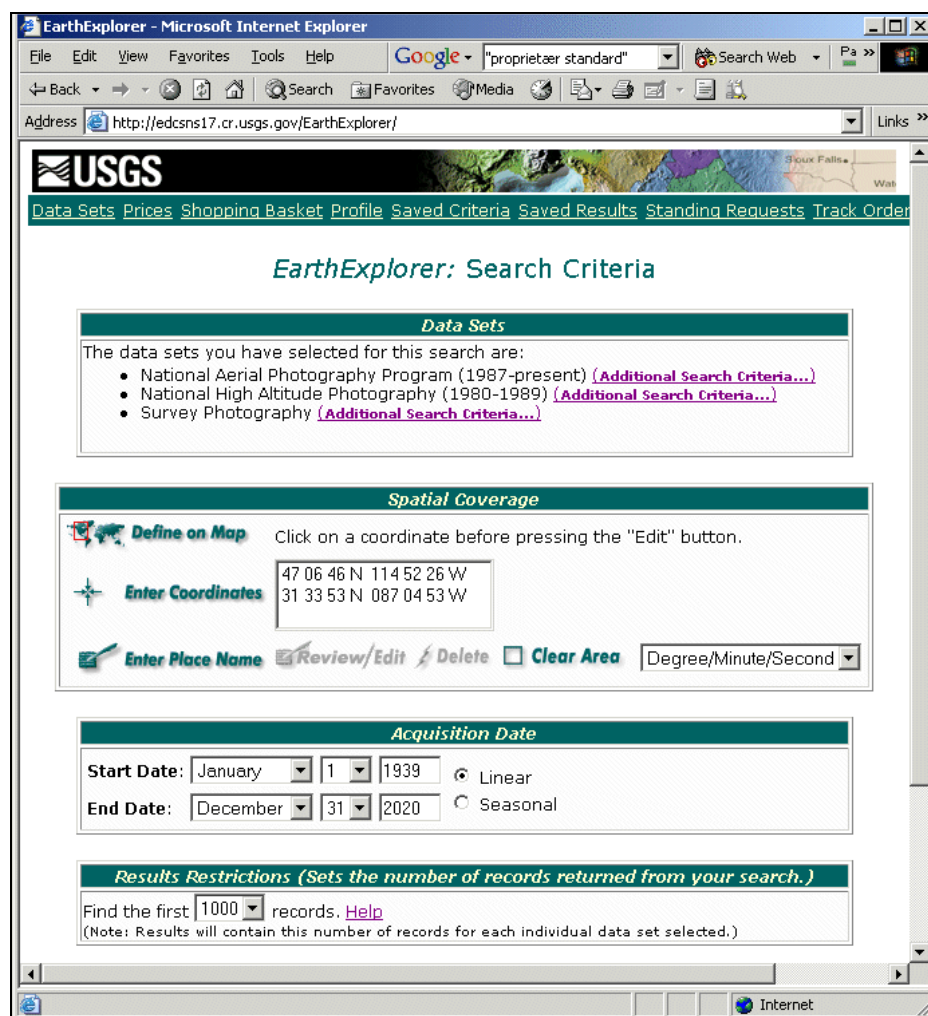 EarthExplorer - Microsoft Internet Explorer
File Edit View Favorites Tools Help Google "proprietær standard" Search Web Pa »
Back Search Favorites Media
Address http://edcsns17.cr.usgs.gov/EarthExplorer/ Links »
USGS Sioux Falls
Wat
Data Sets Prices Shopping Basket Profile Saved Criteria Saved Results Standing Requests Track Order
EarthExplorer: Search Criteria
Data Sets
The data sets you have selected for this search are:
• National Aerial Photography Program (1987-present) (Additional Search Criteria...)
• National High Altitude Photography (1980-1989) (Additional Search Criteria...)
• Survey Photography (Additional Search Criteria...)
Spatial Coverage
Define on Map Click on a coordinate before pressing the "Edit" button.
Enter Coordinates
47 06 46 N 114 52 26 W
31 33 53 N 087 04 53 W
Enter Place Name Review/Edit Delete Clear Area Degree/Minute/Second
Acquisition Date
Start Date: January 1 1939 Linear
End Date: December 31 2020 Seasonal
Results Restrictions (Sets the number of records returned from your search.)
Find the first 1000 records. Help
(Note: Results will contain this number of records for each individual data set selected.)
Internet